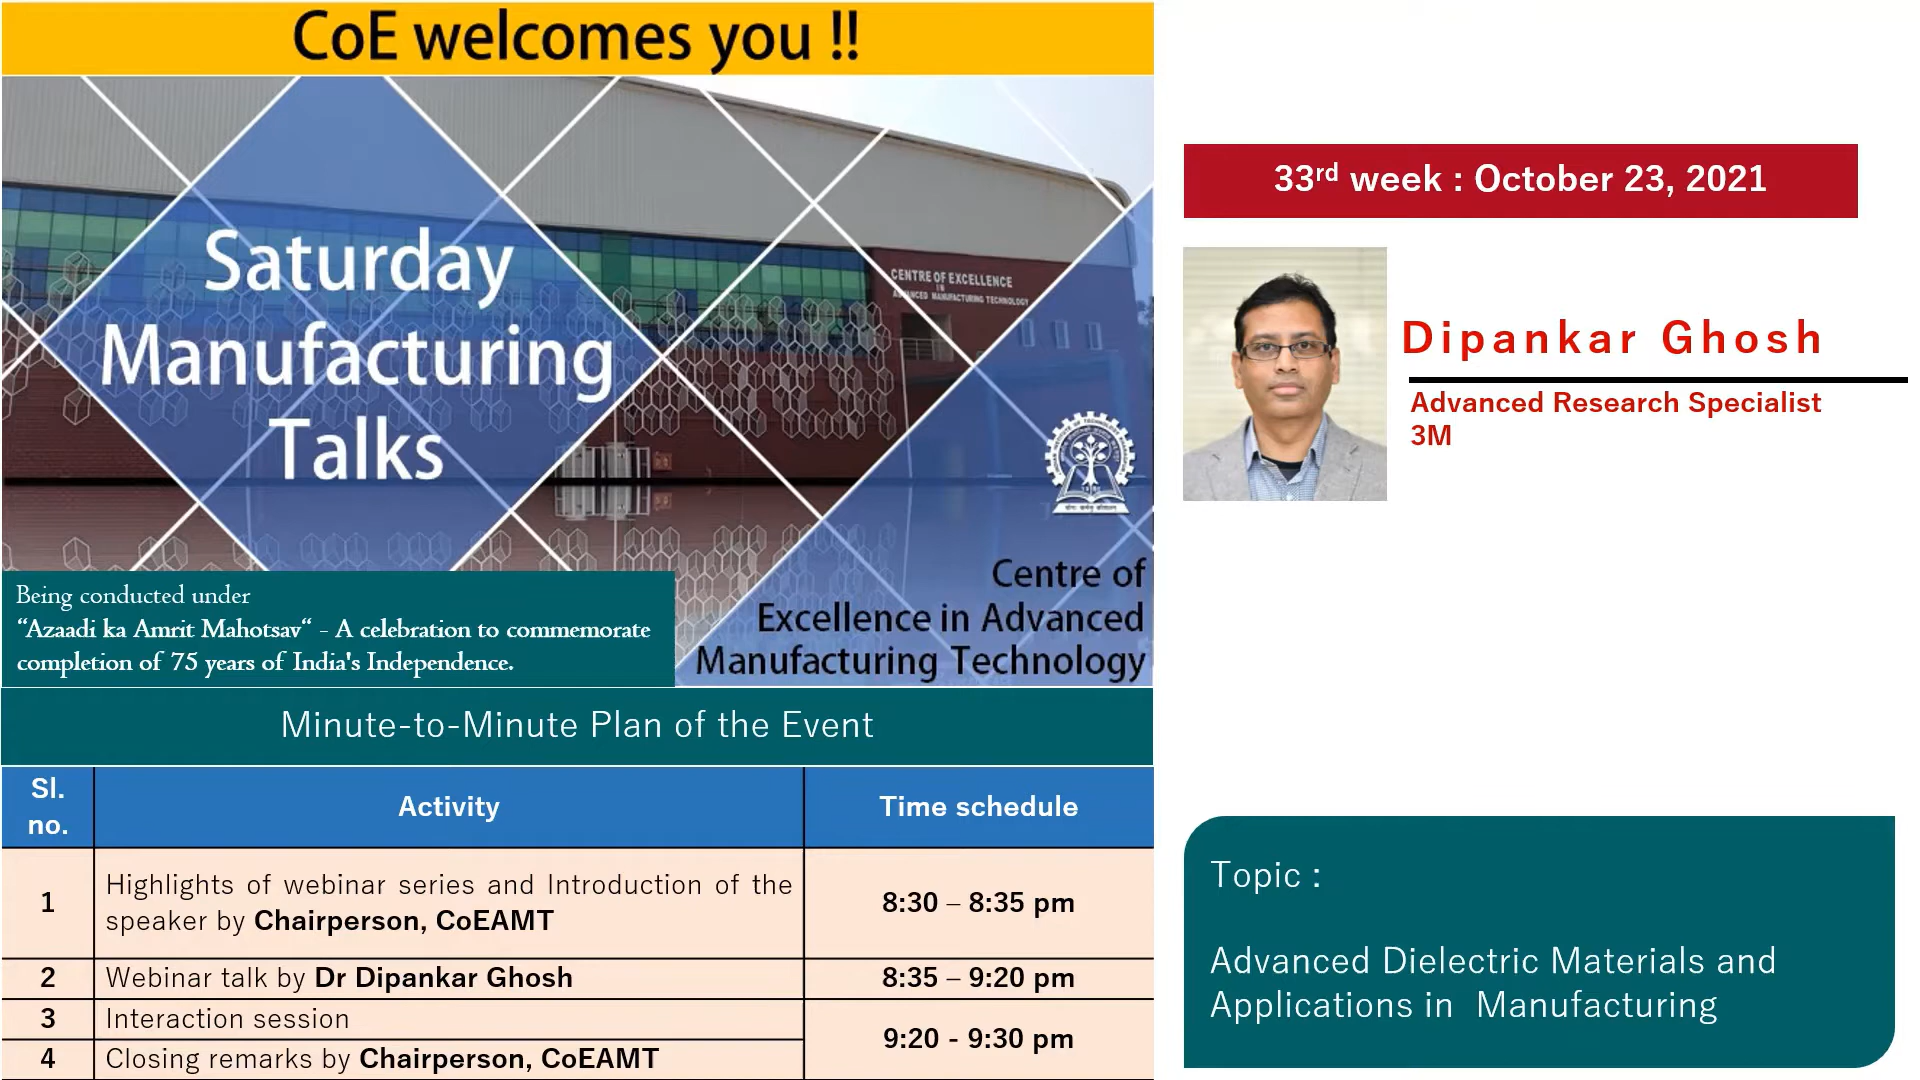 CoE welcomes you !!
Saturday
Manufacturing
Talks
CENTRE OF EXCELLENCE
IN
ADVANCED MANUFACTURING TECHNOLOGY
Centre of
Excellence in Advanced
Manufacturing Technology
Being conducted under
“Azaadi ka Amrit Mahotsav“ - A celebration to commemorate
completion of 75 years of India's Independence.
Minute-to-Minute Plan of the Event
Sl. no. Activity Time schedule
1 Highlights of webinar series and Introduction of the
speaker by Chairperson, CoEAMT 8:30 – 8:35 pm
2 Webinar talk by Dr Dipankar Ghosh 8:35 – 9:20 pm
3 Interaction session
4 Closing remarks by Chairperson, CoEAMT 9:20 - 9:30 pm
33rd week : October 23, 2021
Dipankar Ghosh
Advanced Research Specialist
3M
Topic :
Advanced Dielectric Materials and
Applications in Manufacturing